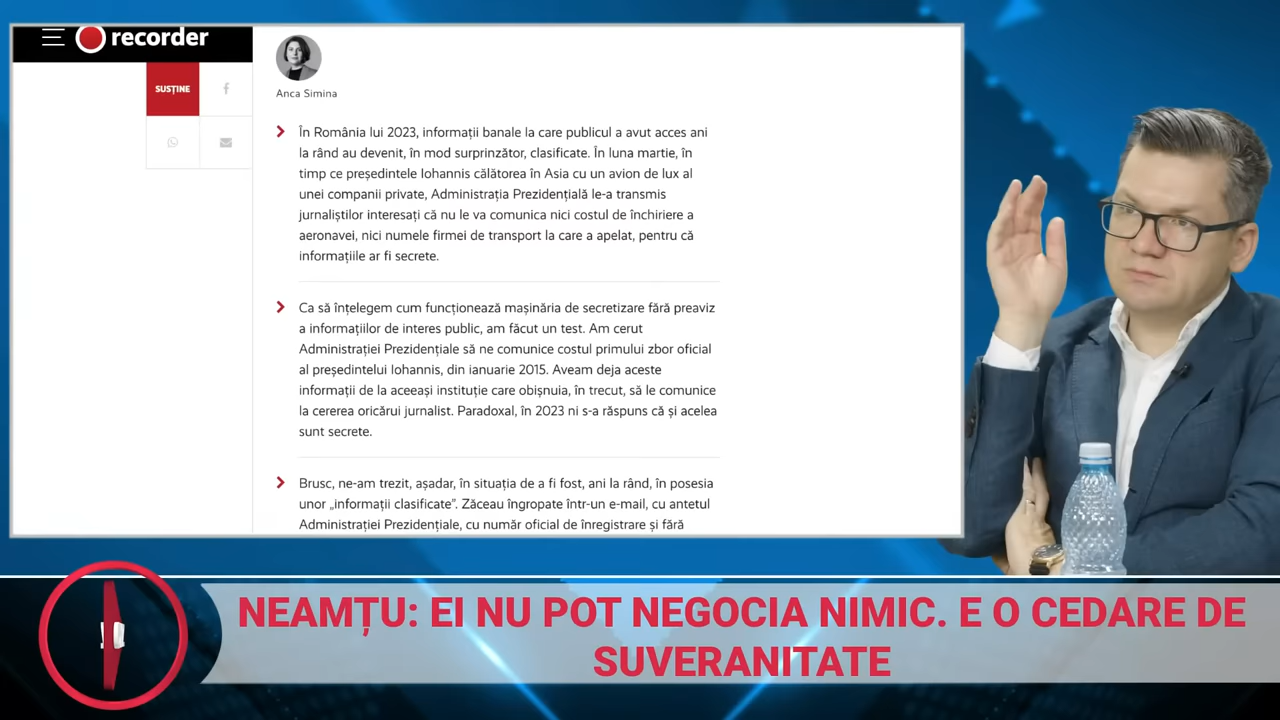 recorder
SUSȚINE
Anca Simina
În România lui 2023, informații banale la care publicul a avut acces ani
la rând au devenit, în mod surprinzător, clasificate. În luna martie, în
timp ce președintele Iohannis călătorea în Asia cu un avion de lux al
unei companii private, Administrația Prezidențială le-a transmis
jurnaliștilor interesați că nu le va comunica nici costul de închiriere a
aeronavei, nici numele firmei de transport la care a apelat, pentru că
informațiile ar fi secrete.
Ca să înțelegem cum funcționează mașinăria de secretizare fără preaviz
a informațiilor de interes public, am făcut un test. Am cerut
Administrației Prezidențiale să ne comunice costul primului zbor oficial
al președintelui Iohannis, din ianuarie 2015. Aveam deja aceste
informații de la aceeași instituție care obișnuia, în trecut, să le comunice
la cererea oricărui jurnalist. Paradoxal, în 2023 ni s-a răspuns că și acelea
sunt secrete.
Brusc, ne-am trezit, așadar, în situația de a fi fost, ani la rând, în posesia
unor „informații clasificate”. Zăceau îngropate într-un e-mail, cu antetul
Administrației Prezidențiale, cu număr oficial de înregistrare și fără
NEAMȚU: EI NU POT NEGOCIA NIMIC. E O CEDARE DE
SUVERANITATE